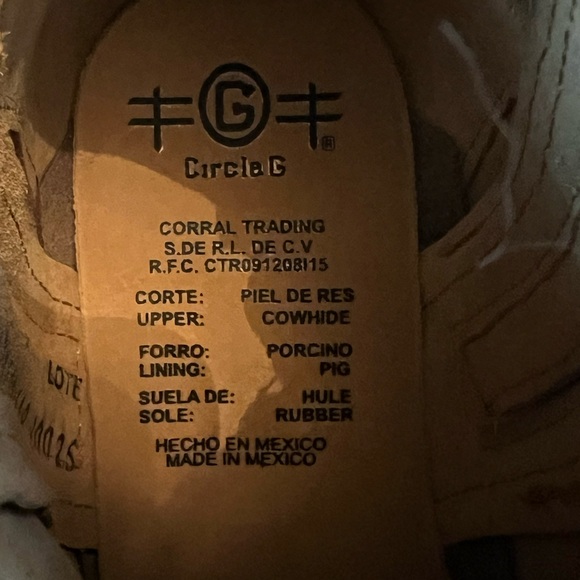 G
CircleG
CORRAL TRADING
S.DE R.L. DE C.V
R.F.C. CTR091208I15
CORTE: PIEL DE RES
UPPER: COWHIDE
FORRO: PORCINO
LINING: PIG
SUELA DE: HULE
SOLE: RUBBER
HECHO EN MEXICO
MADE IN MEXICO
LOTE